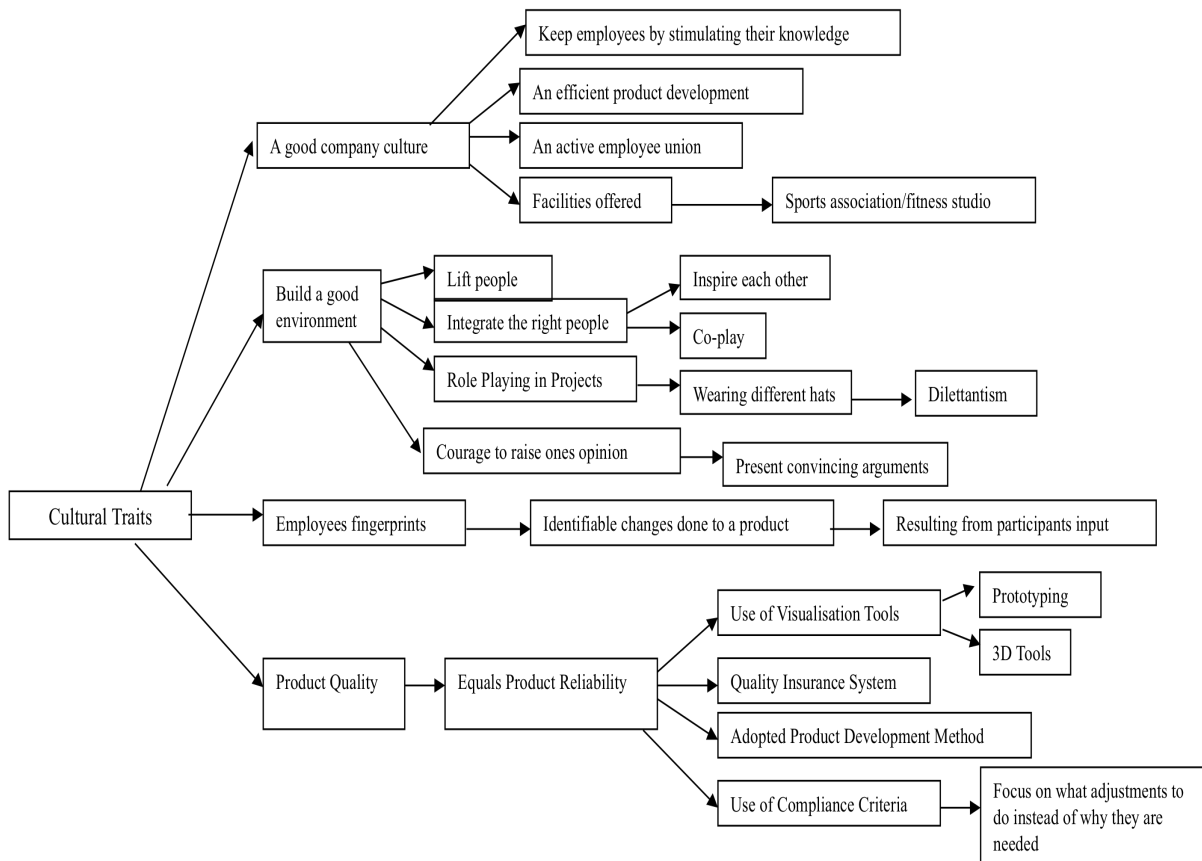 Keep employees by stimulating their knowledge
An efficient product development
A good company culture
An active employee union
Facilities offered
Sports association/fitness studio
Lift people
Inspire each other
Build a good
environment
Integrate the right people
Co-play
Role Playing in Projects
Wearing different hats
Dilettantism
Courage to raise ones opinion
Present convincing arguments
Cultural Traits
Employees fingerprints
Identifiable changes done to a product
Resulting from participants input
Use of Visualisation Tools
Prototyping
3D Tools
Product Quality
Equals Product Reliability
Quality Insurance System
Adopted Product Development Method
Use of Compliance Criteria
Focus on what adjustments to
do instead of why they are
needed